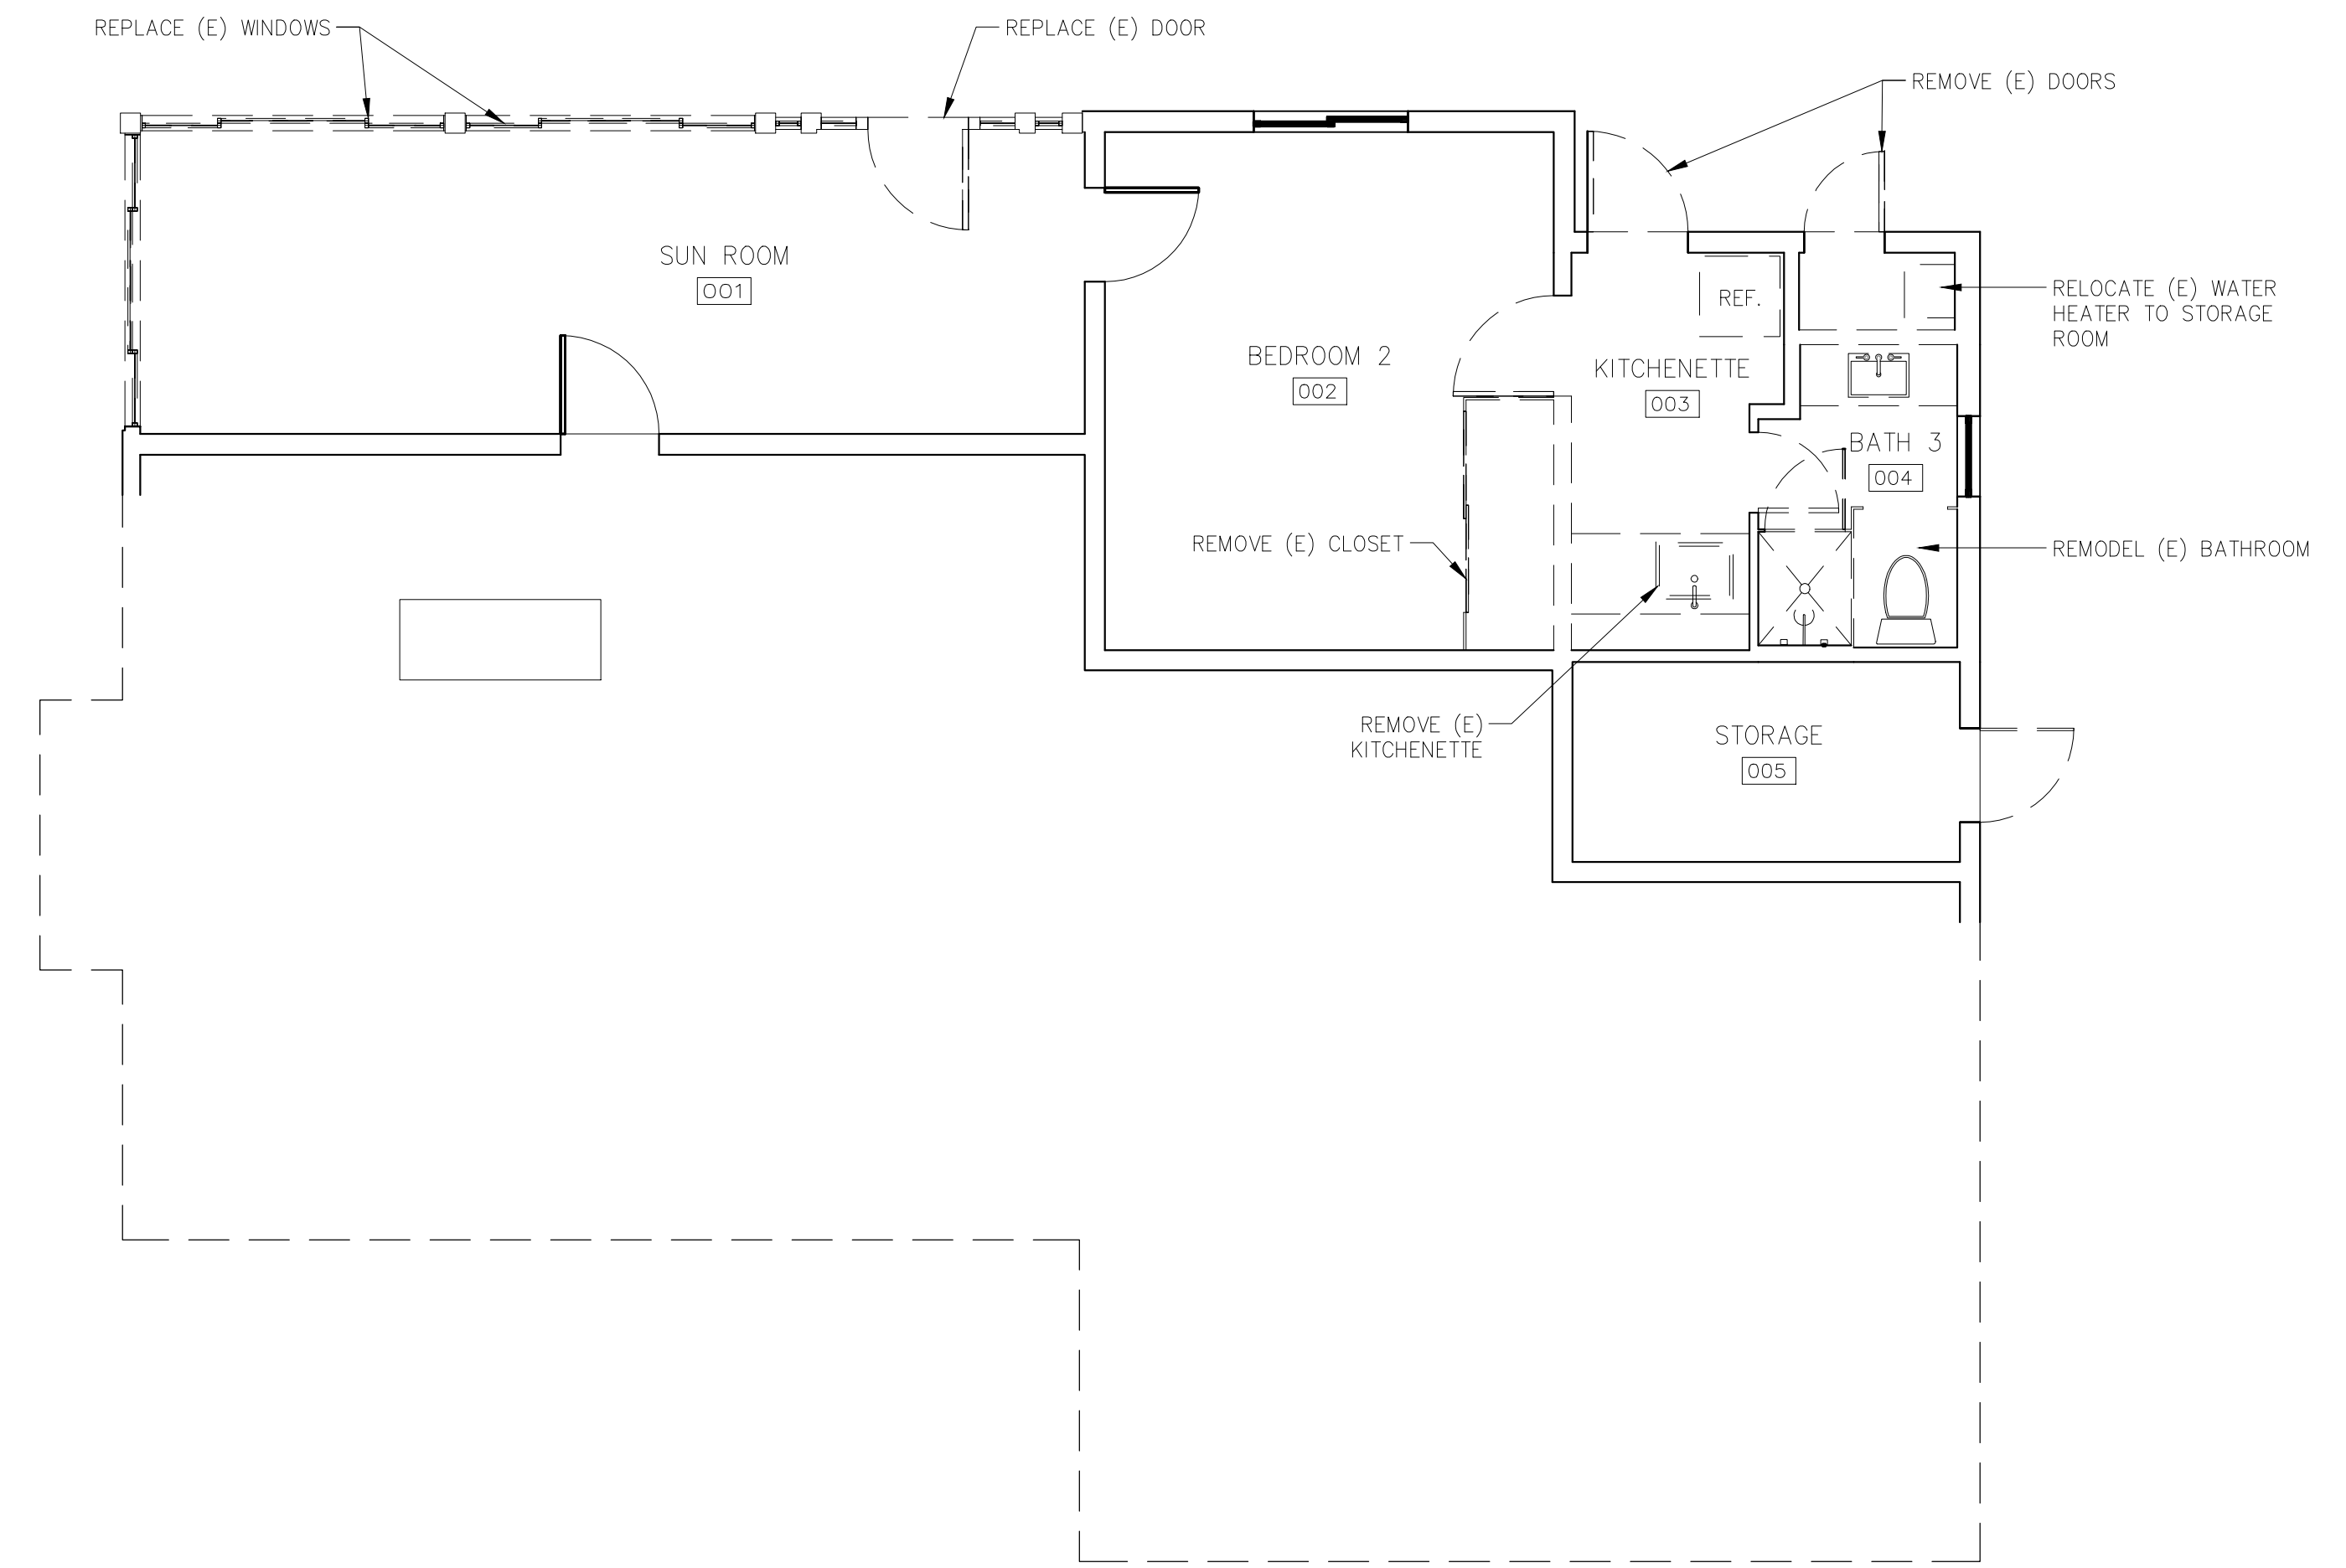 REPLACE (E) WINDOWS
REPLACE (E) DOOR
REMOVE (E) DOORS
SUN ROOM
001
RELOCATE (E) WATER
HEATER TO STORAGE
ROOM
REF.
BEDROOM 2
002
KITCHENETTE
003
BATH 3
004
REMOVE (E) CLOSET
REMODEL (E) BATHROOM
REMOVE (E)
KITCHENETTE
STORAGE
005